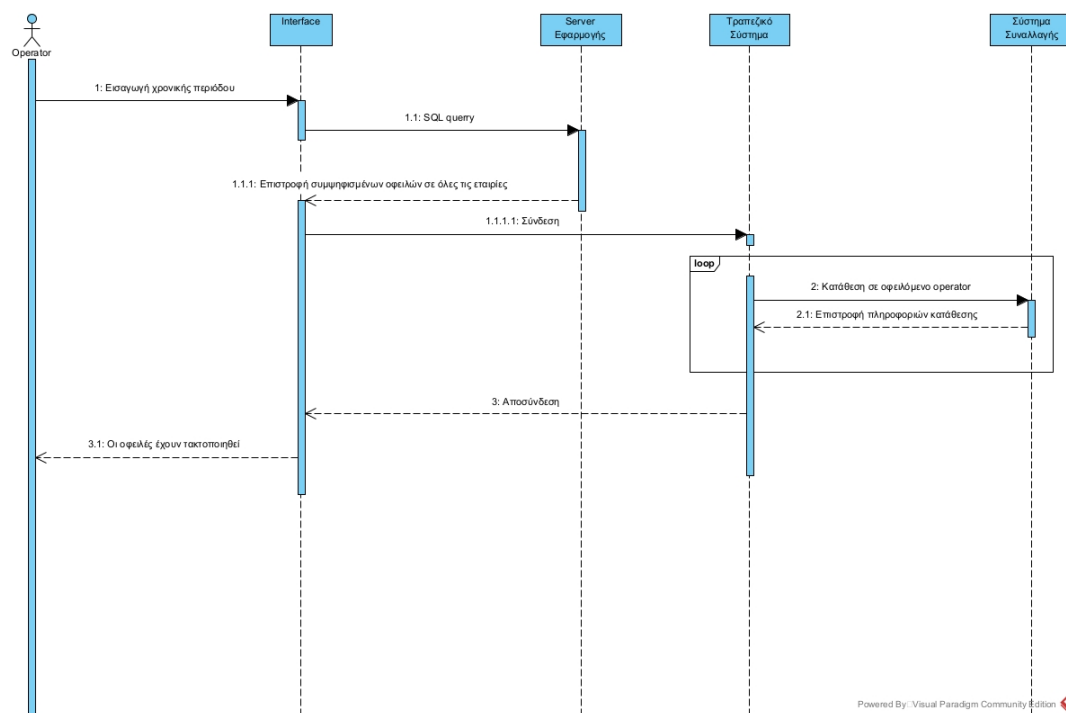 Interface
Server
Εφαρμογής
Τραπεζικό
Σύστημα
Σύστημα
Συναλλαγής
Operator
1: Εισαγωγή χρονικής περιόδου
1.1: SQL querry
1.1.1: Επιστροφή συμψηφισμένων οφειλών σε όλες τις εταιρίες
1.1.1.1: Σύνδεση
loop
2: Κατάθεση σε οφειλόμενο operator
2.1: Επιστροφή πληροφοριών κατάθεσης
3: Αποσύνδεση
3.1: Οι οφειλές έχουν τακτοποιηθεί
Powered By Visual Paradigm Community Edition